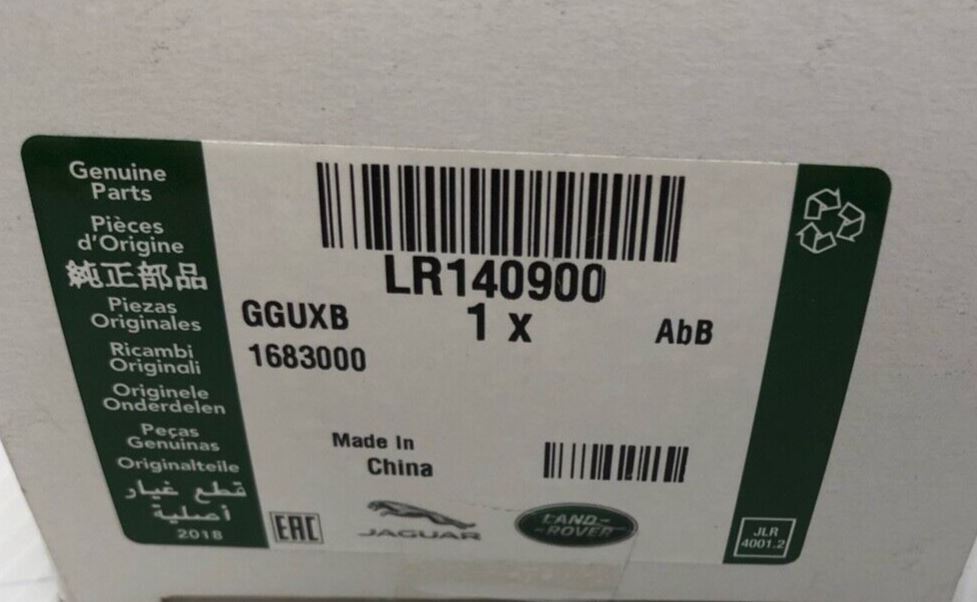 Genuine
Parts
Pièces
d'Origine
純正部品
Piezas
Originales
Ricambi
Originali
Originele
Onderdelen
Peças
Genuínas
Originalteile
قطع غيار
أصلية
2018
LR140900
GGUXB
1 x
AbB
1683000
Made In
China
EAC
JAGUAR
LAND-
-ROVER
JLR
4001.2